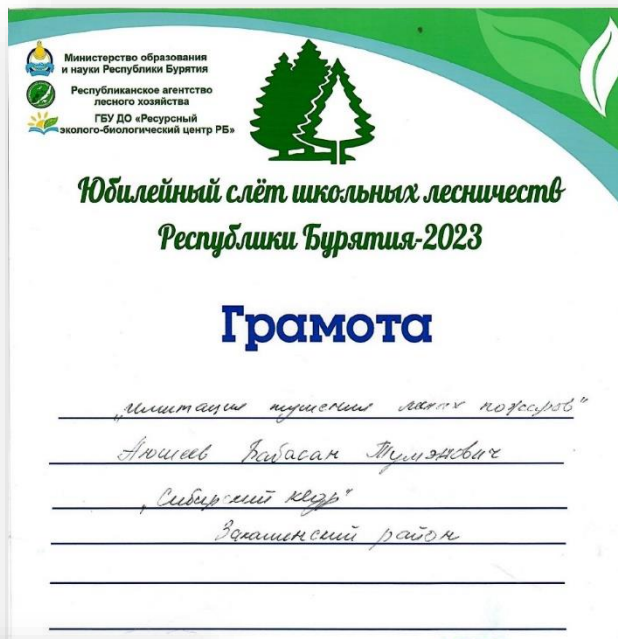 Министерство образования
и науки Республики Бурятия
Республиканское агентство
лесного хозяйства
ГБУ ДО «Ресурсный
эколого-биологический центр РБ»
Юбилейный слёт школьных лесничеств
Республики Бурятия-2023
Грамота
"имитация тушения пожаров"
Аюшеев Бабасан Тумэнович
"Сибирский кедр"
Закаменский район